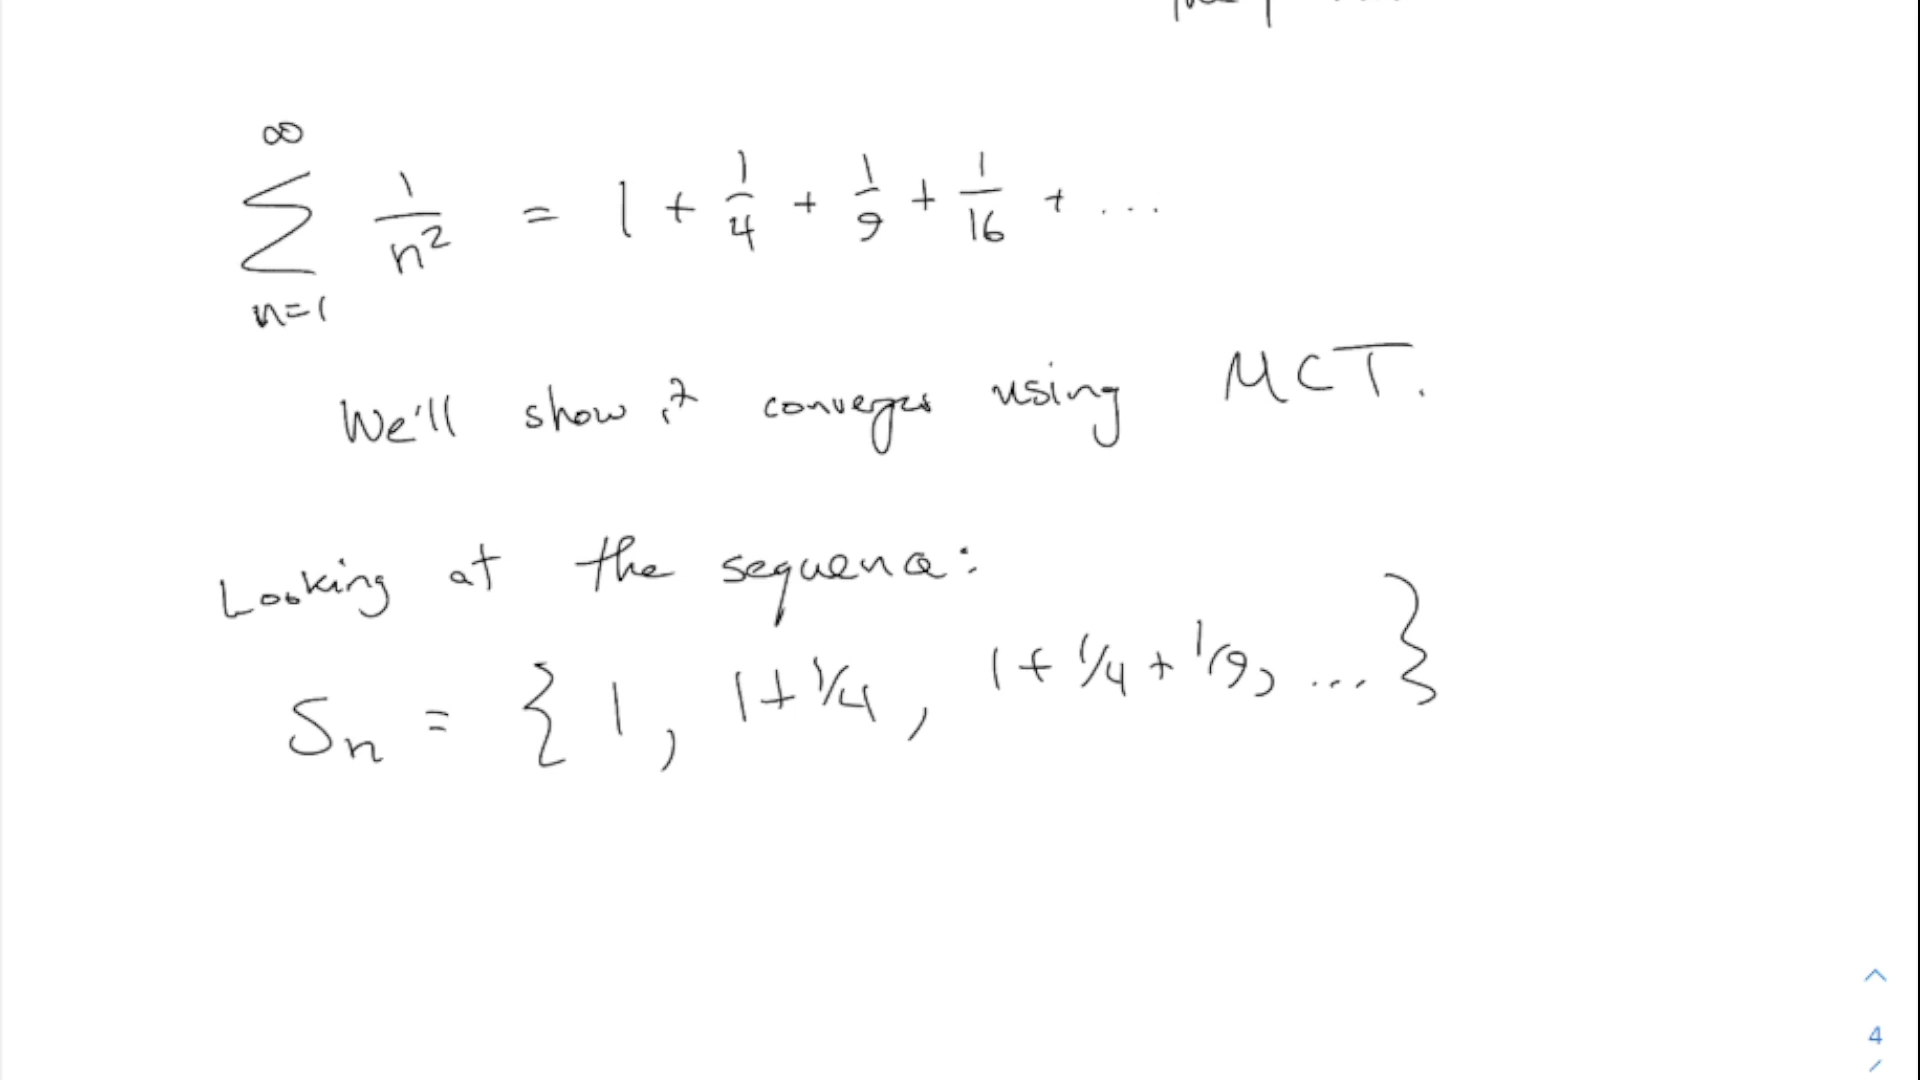 ∞
∑ 1/n² = 1 + 1/4 + 1/9 + 1/16 + ...
n=1
We'll show it converges using MCT.
Looking at the sequence:
Sn = { 1, 1+1/4, 1+1/4+1/9, ... }
4